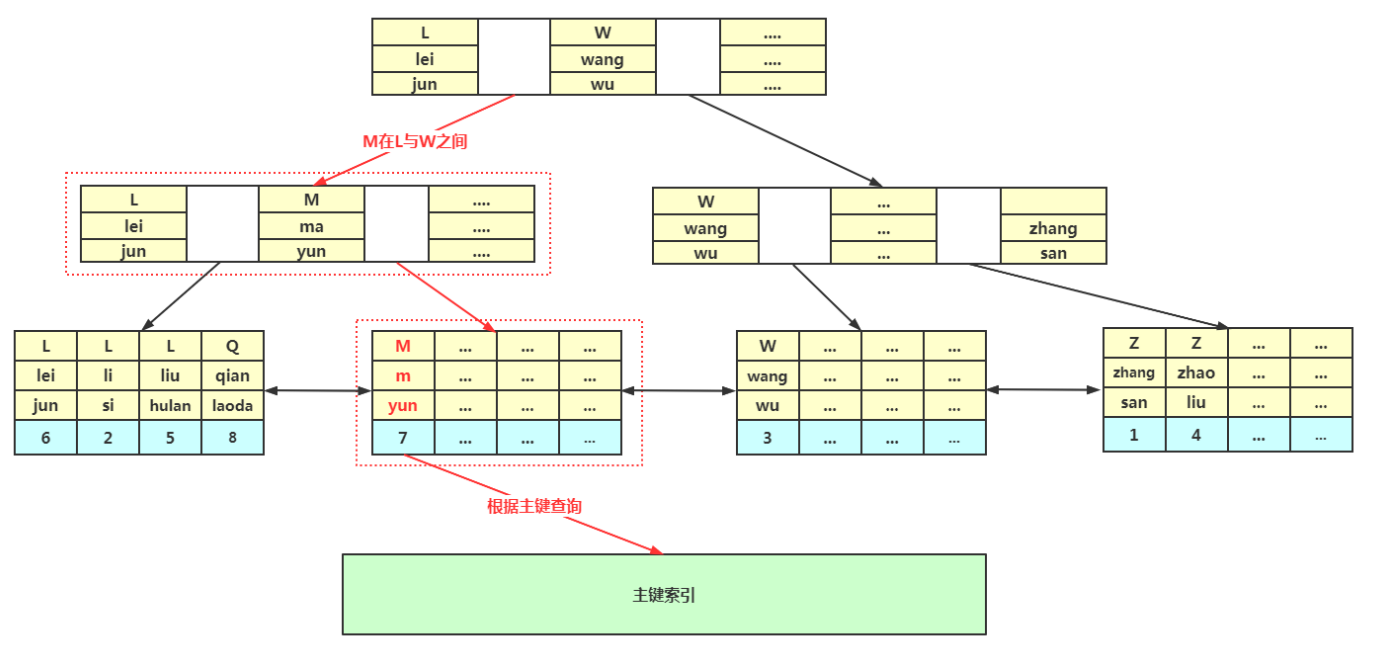 L W ....
lei wang ....
jun wu ....
M在L与W之间
L M ....
lei ma ....
jun yun ....
W ...
wang ... zhang
wu ... san
L L L Q
lei li liu qian
jun si hulan laoda
6 2 5 8
M ... ... ...
m ... ... ...
yun ... ... ...
7 ... ... ...
W ... ... ...
wang ... ... ...
wu ... ... ...
3 ... ... ...
Z Z ... ...
zhang zhao ... ...
san liu ... ...
1 4 ... ...
根据主键查询
主键索引